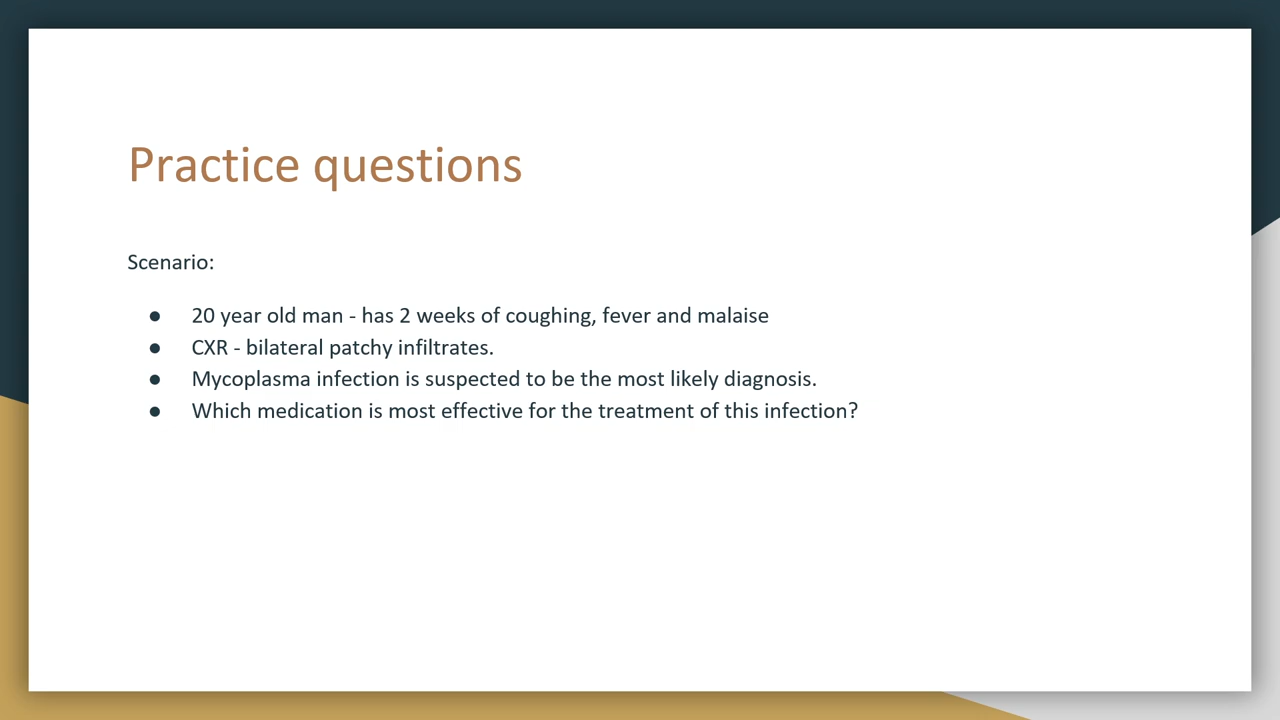 Practice questions
Scenario:
● 20 year old man - has 2 weeks of coughing, fever and malaise
● CXR - bilateral patchy infiltrates.
● Mycoplasma infection is suspected to be the most likely diagnosis.
● Which medication is most effective for the treatment of this infection?